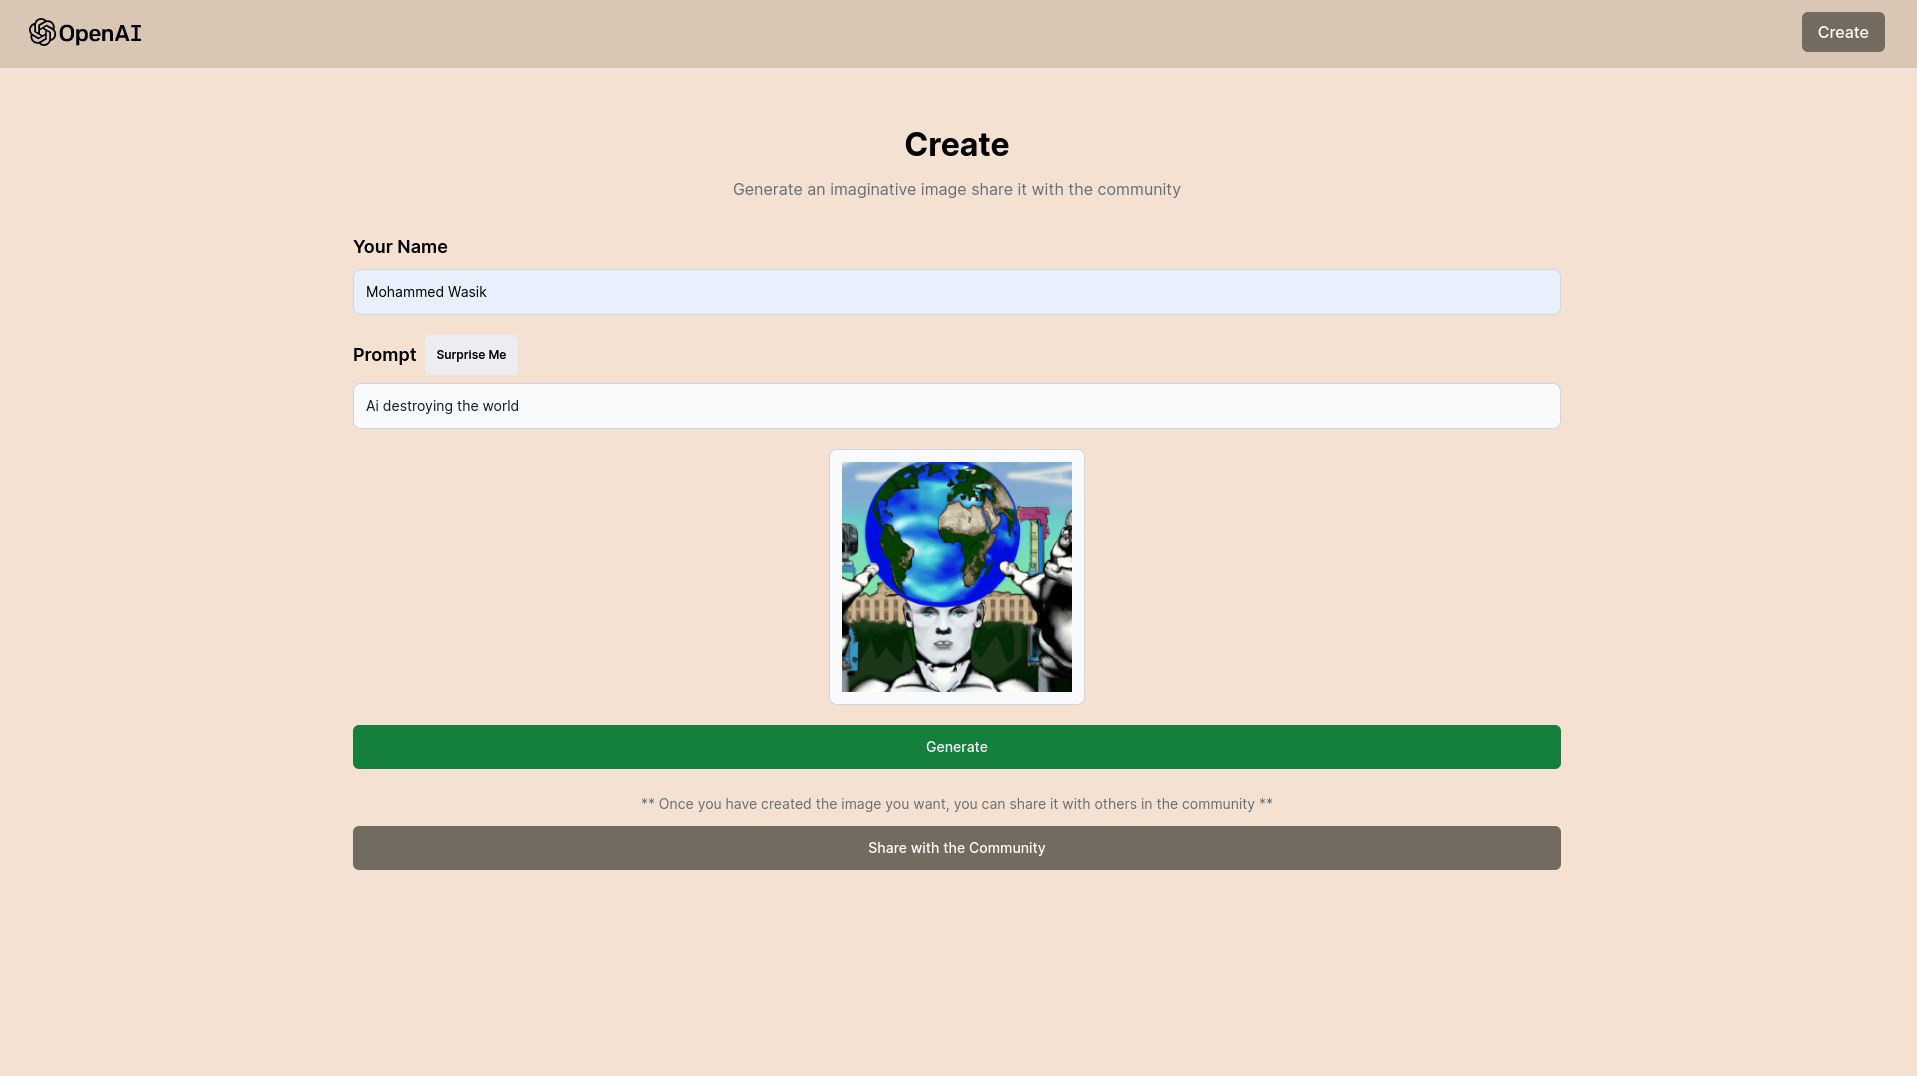 OpenAI
Create
Create
Generate an imaginative image share it with the community
Your Name
Mohammed Wasik
Prompt
Surprise Me
Ai destroying the world
Generate
** Once you have created the image you want, you can share it with others in the community **
Share with the Community